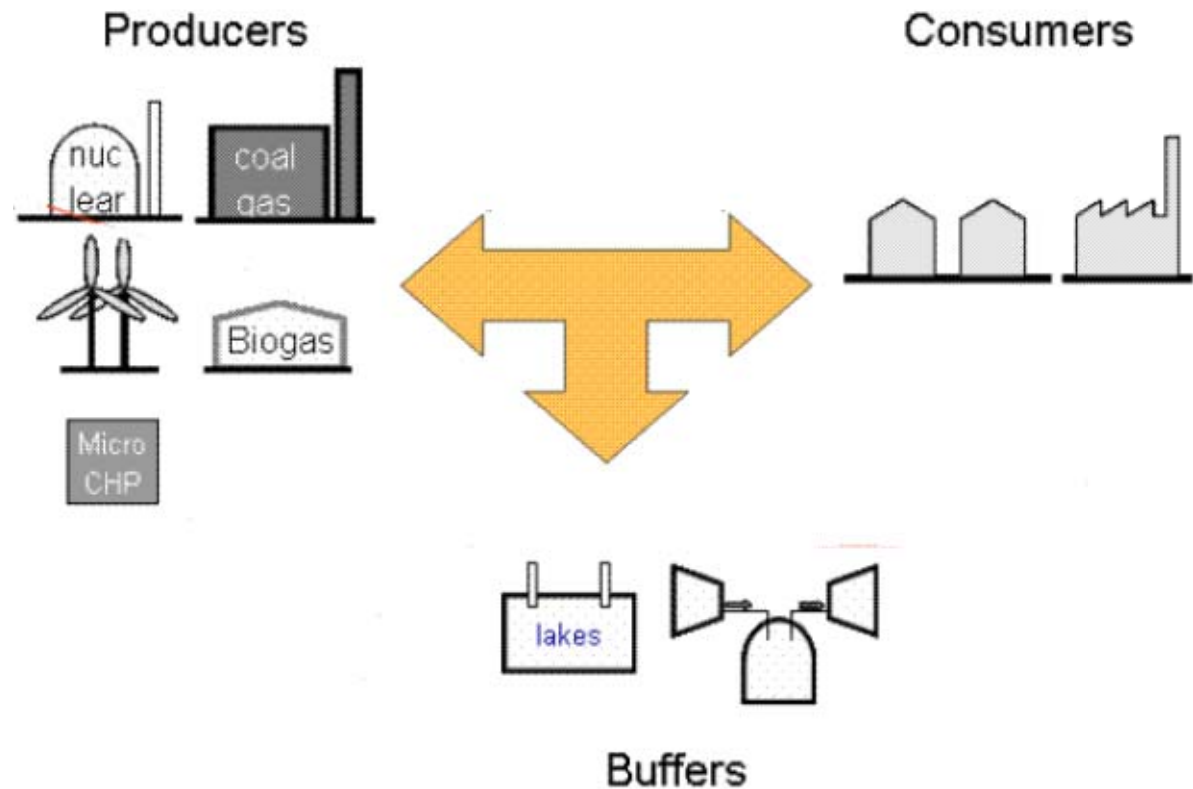 Producers
Consumers
nuc
lear
coal
gas
Biogas
Micro
CHP
lakes
Buffers